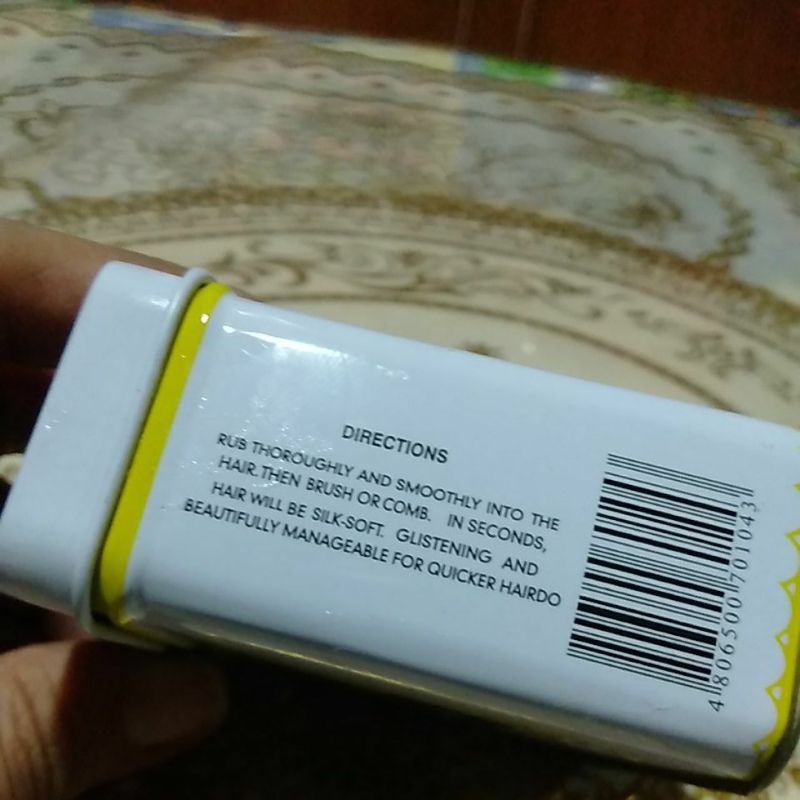 DIRECTIONS
RUB THOROUGHLY AND SMOOTHLY INTO THE
HAIR. THEN BRUSH OR COMB. IN SECONDS,
HAIR WILL BE SILK-SOFT. GLISTENING AND
BEAUTIFULLY MANAGEABLE FOR QUICKER HAIRDO
4 806500 701043